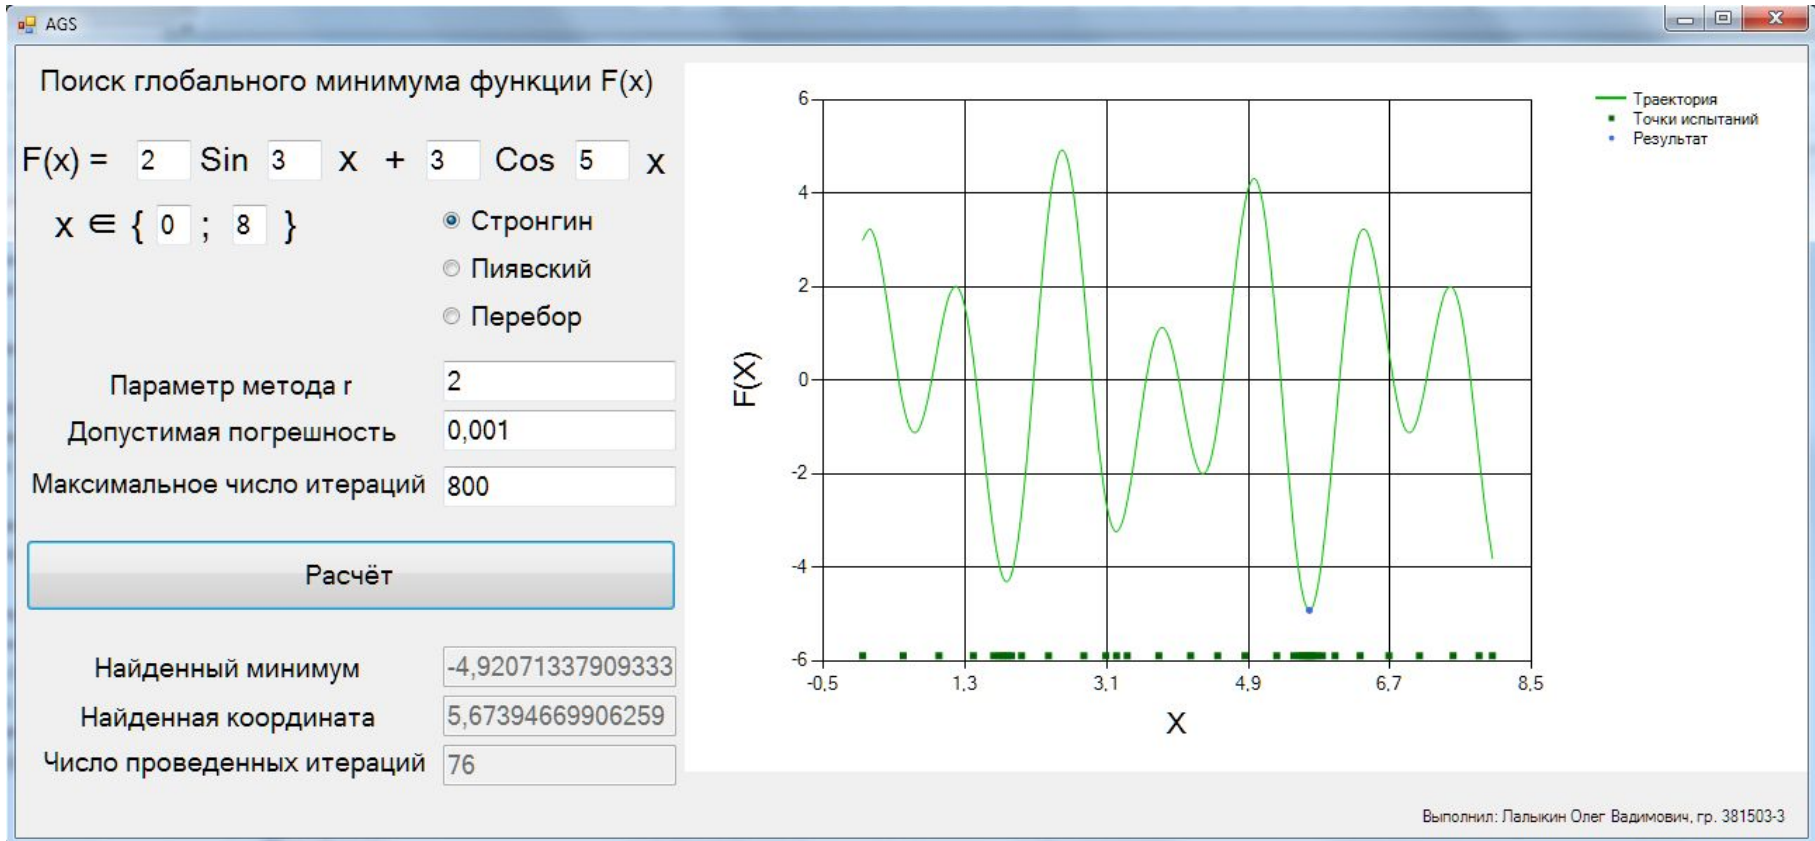 AGS
Поиск глобального минимума функции F(x)
F(x) = 2 Sin 3 x + 3 Cos 5 x
x ∈ { 0 ; 8 }
Стронгин
Пиявский
Перебор
Параметр метода r 2
Допустимая погрешность 0,001
Максимальное число итераций 800
Расчёт
Найденный минимум -4,92071337909333
Найденная координата 5,67394669906259
Число проведенных итераций 76
6
4
2
0
-2
-4
-6
F(X)
-0,5 1,3 3,1 4,9 6,7 8,5
X
Траектория
Точки испытаний
Результат
Выполнил: Лалыкин Олег Вадимович, гр. 381503-3